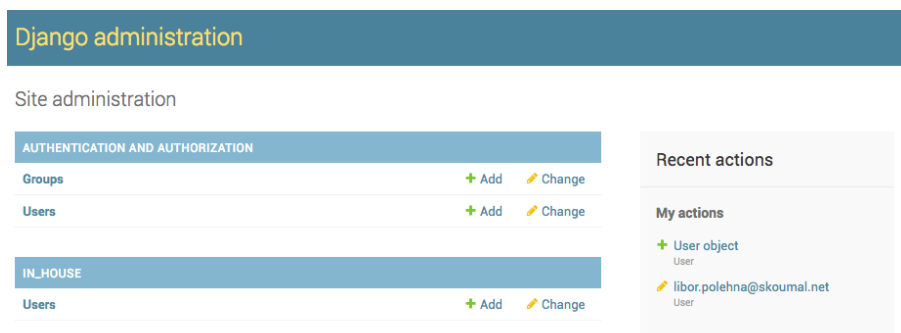 Django administration
Site administration
AUTHENTICATION AND AUTHORIZATION
Groups Add Change
Users Add Change
IN_HOUSE
Users Add Change
Recent actions
My actions
User object
User
libor.polehna@skoumal.net
User